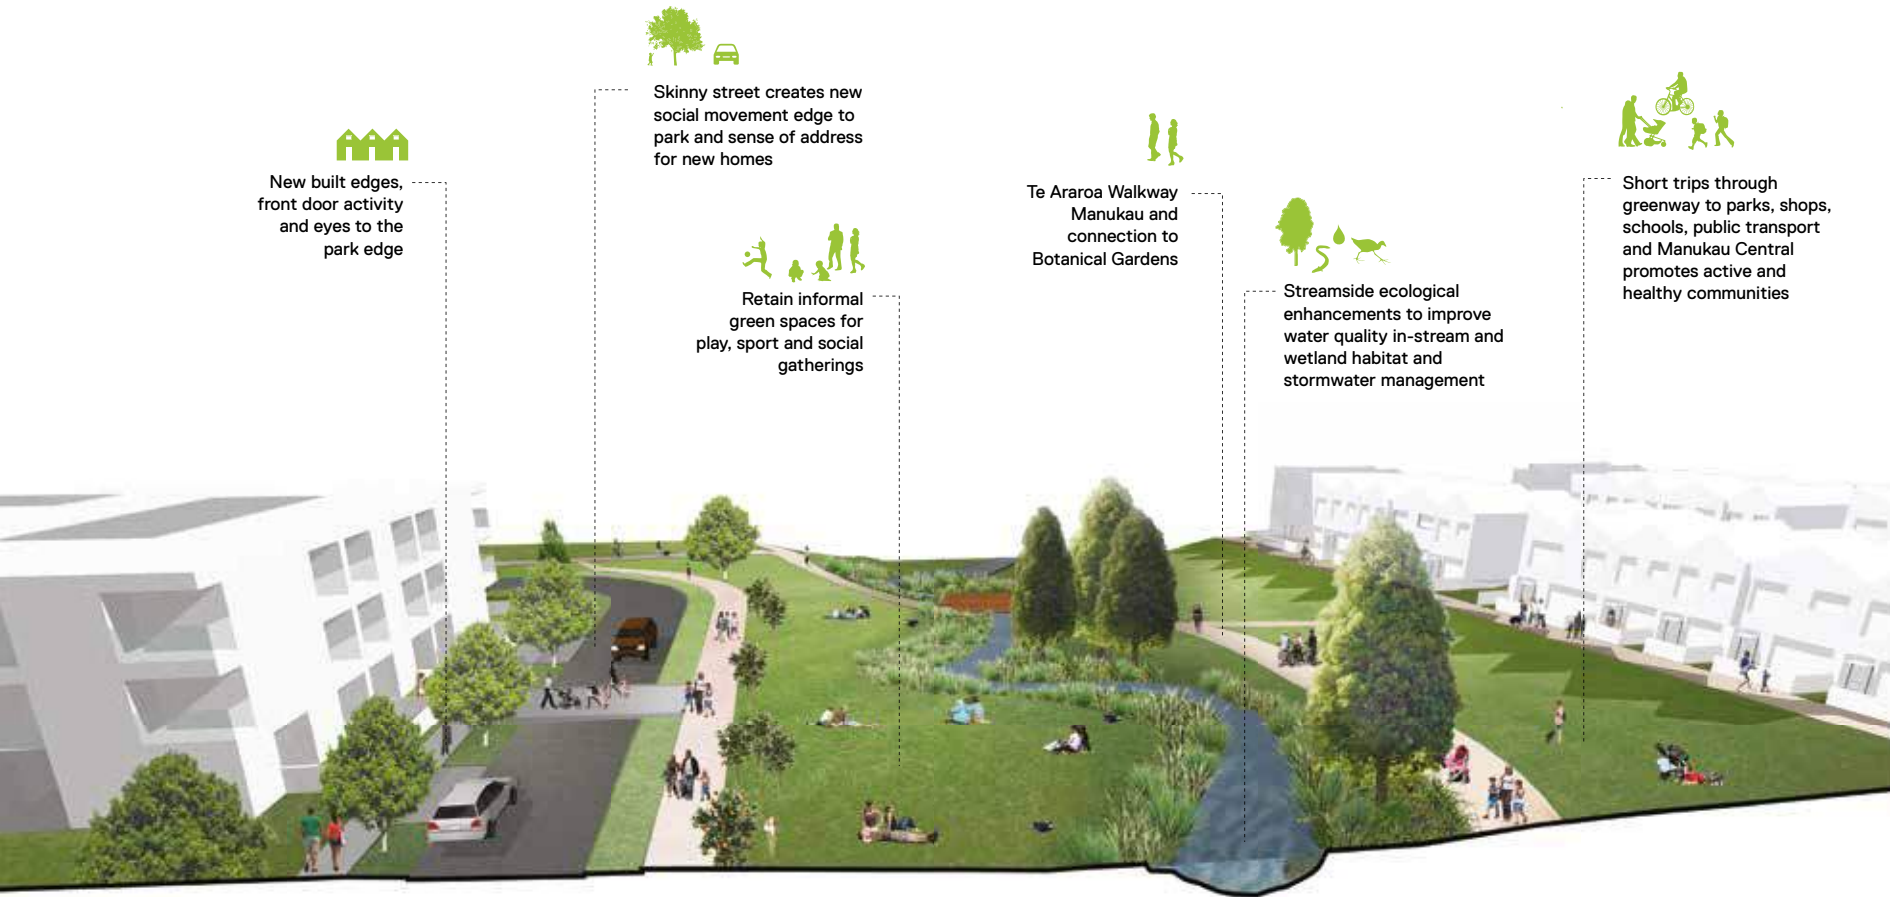 New built edges,
front door activity
and eyes to the
park edge
Skinny street creates new
social movement edge to
park and sense of address
for new homes
Retain informal
green spaces for
play, sport and social
gatherings
Te Araroa Walkway
Manukau and
connection to
Botanical Gardens
Streamside ecological
enhancements to improve
water quality in-stream and
wetland habitat and
stormwater management
Short trips through
greenway to parks, shops,
schools, public transport
and Manukau Central
promotes active and
healthy communities